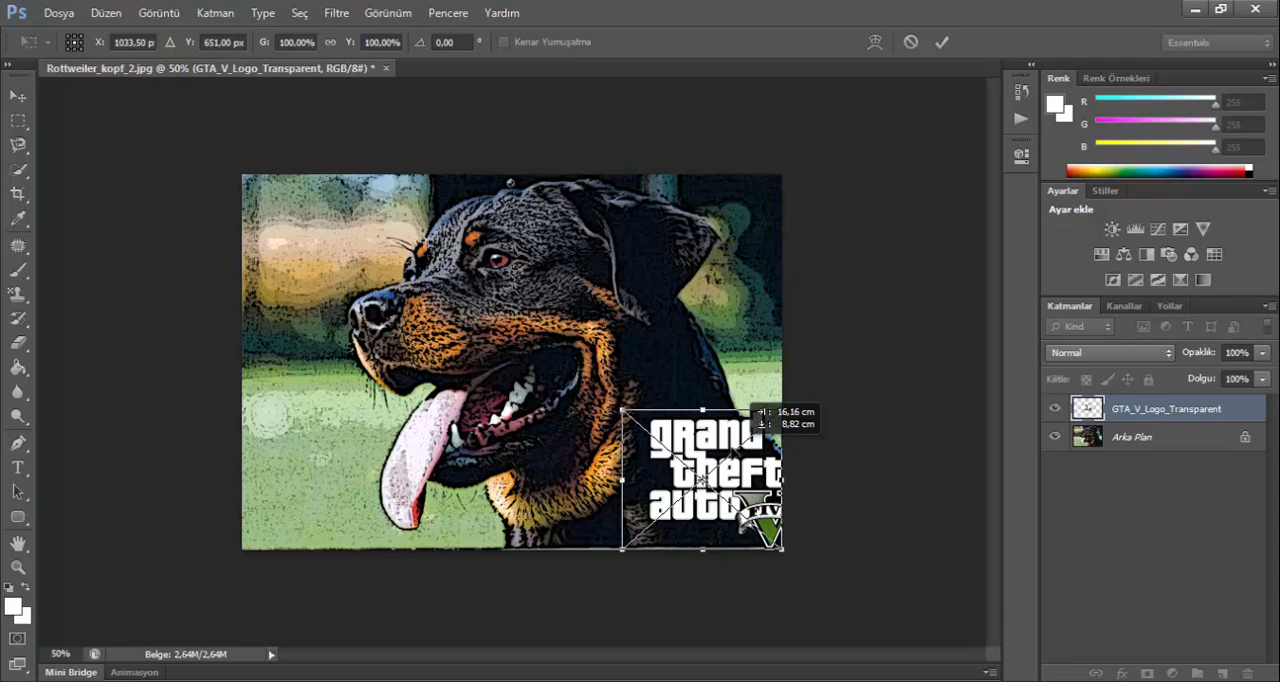 Ps Dosya Düzen Görüntü Katman Type Seç Filtre Görünüm Pencere Yardım
X: 1033,50 p Y: 651,00 px G: 100,00% Y: 100,00% 0,00 ° Kenar Yumuşatma Essentials
Rottweiler_kopf_2.jpg @ 50% (GTA_V_Logo_Transparent, RGB/8#) * ×
Renk Renk Örnekleri
R 255
G 255
B 255
Ayarlar Stiller
Ayar ekle
Katmanlar Kanallar Yollar
Kind
Normal Opaklık: 100%
Kilitle: Dolgu: 100%
GTA_V_Logo_Transparent
Arka Plan
16,16 cm
8,82 cm
grand
theft
auto V
FIV
50% Belge: 2,64M/2,64M
Mini Bridge Animasyon